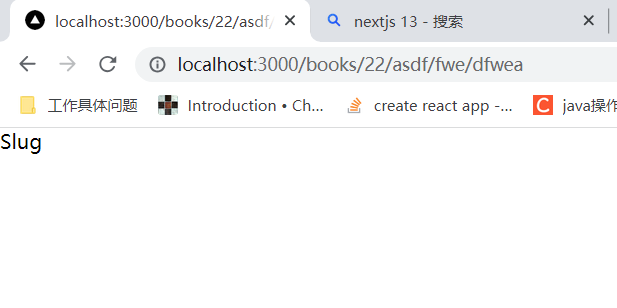 localhost:3000/books/22/asdf/
nextjs 13 - 搜索
localhost:3000/books/22/asdf/fwe/dfwea
工作具体问题 Introduction • Ch... create react app -... C java操作
Slug